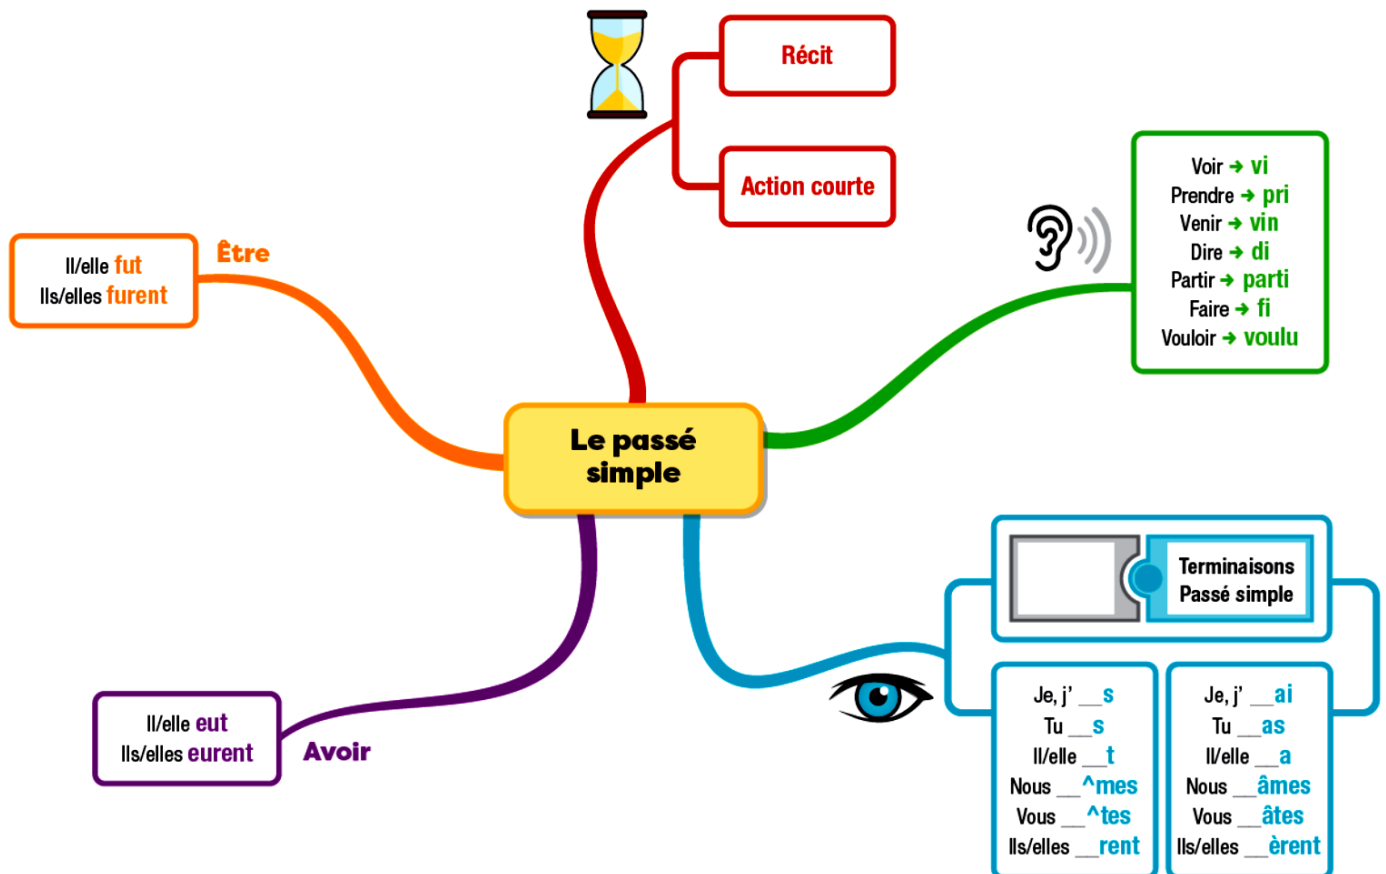 Récit
Action courte
Voir → vi
Prendre → pri
Venir → vin
Dire → di
Partir → parti
Faire → fi
Vouloir → voulu
Être
Il/elle fut
Ils/elles furent
Le passé
simple
Terminaisons
Passé simple
Je, j' __s
Tu __s
Il/elle __t
Nous __^mes
Vous __^tes
Ils/elles __rent
Je, j' __ai
Tu __as
Il/elle __a
Nous __âmes
Vous __âtes
Ils/elles __èrent
Il/elle eut
Ils/elles eurent
Avoir